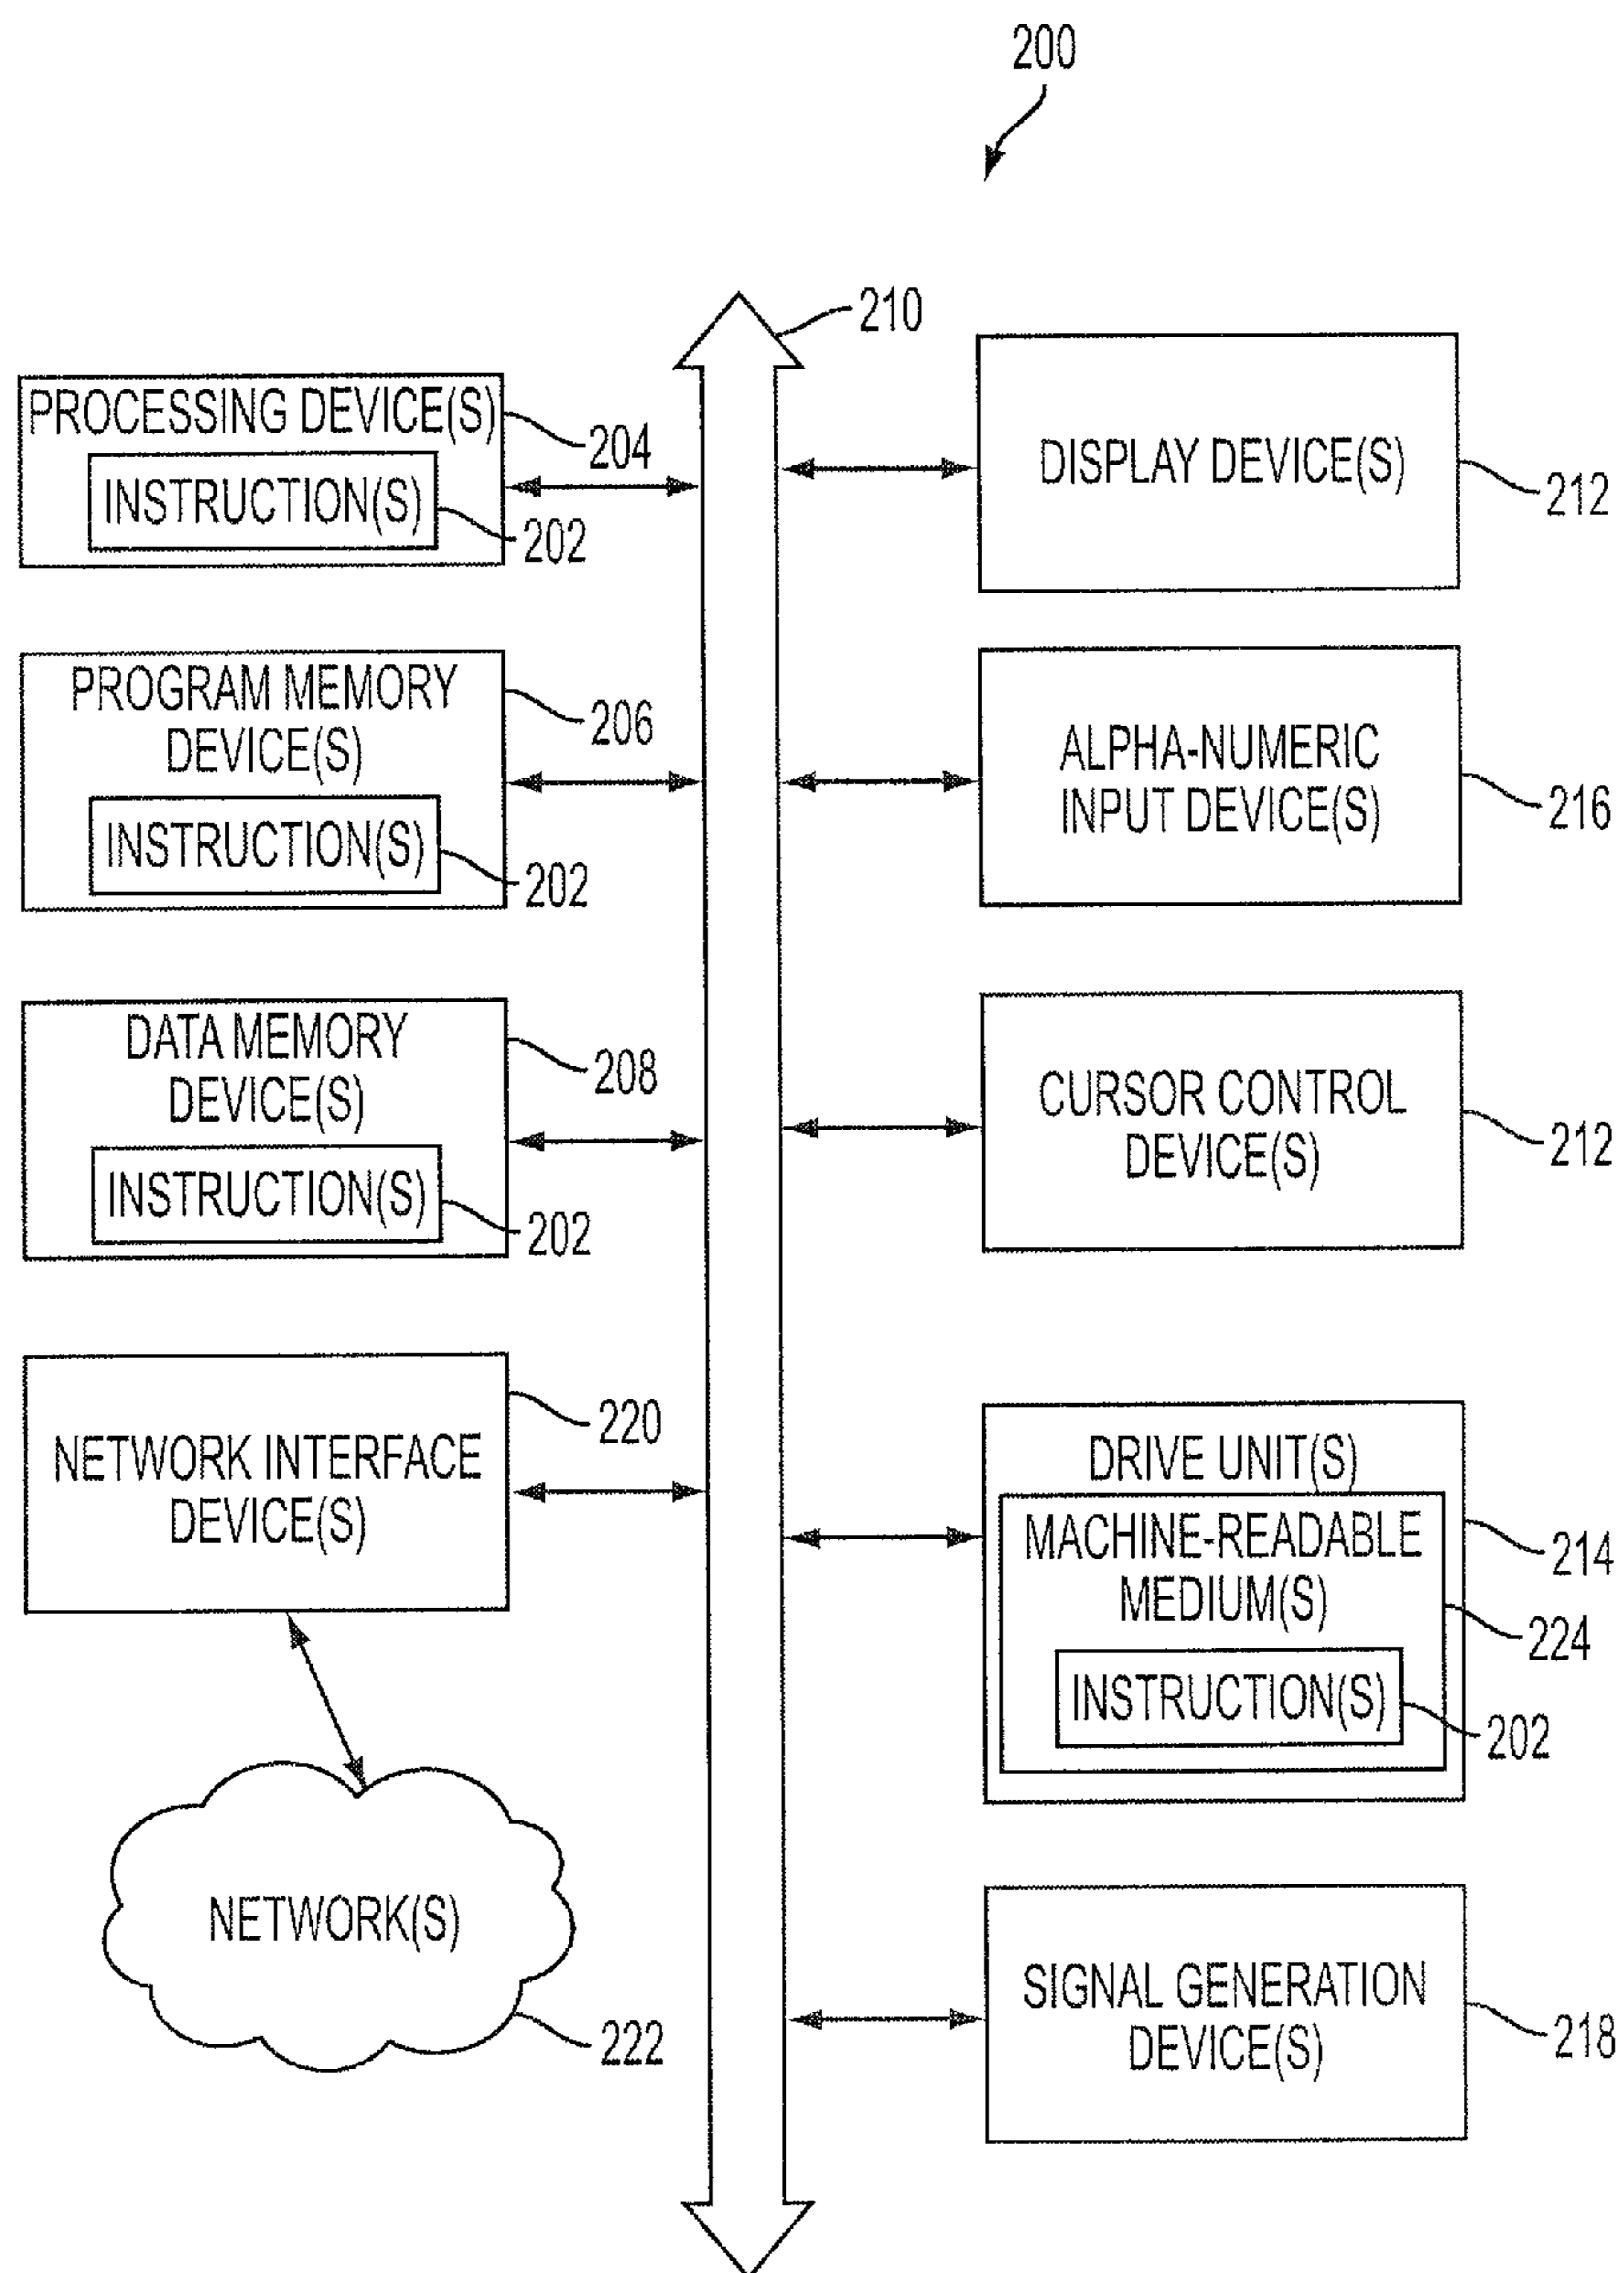 200
210
PROCESSING DEVICE(S)
204
INSTRUCTION(S)
202
PROGRAM MEMORY
DEVICE(S)
206
INSTRUCTION(S)
202
DATA MEMORY
DEVICE(S)
208
INSTRUCTION(S)
202
NETWORK INTERFACE
DEVICE(S)
220
NETWORK(S)
222
DISPLAY DEVICE(S)
212
ALPHA-NUMERIC
INPUT DEVICE(S)
216
CURSOR CONTROL
DEVICE(S)
212
DRIVE UNIT(S)
214
MACHINE-READABLE
MEDIUM(S)
224
INSTRUCTION(S)
202
SIGNAL GENERATION
DEVICE(S)
218